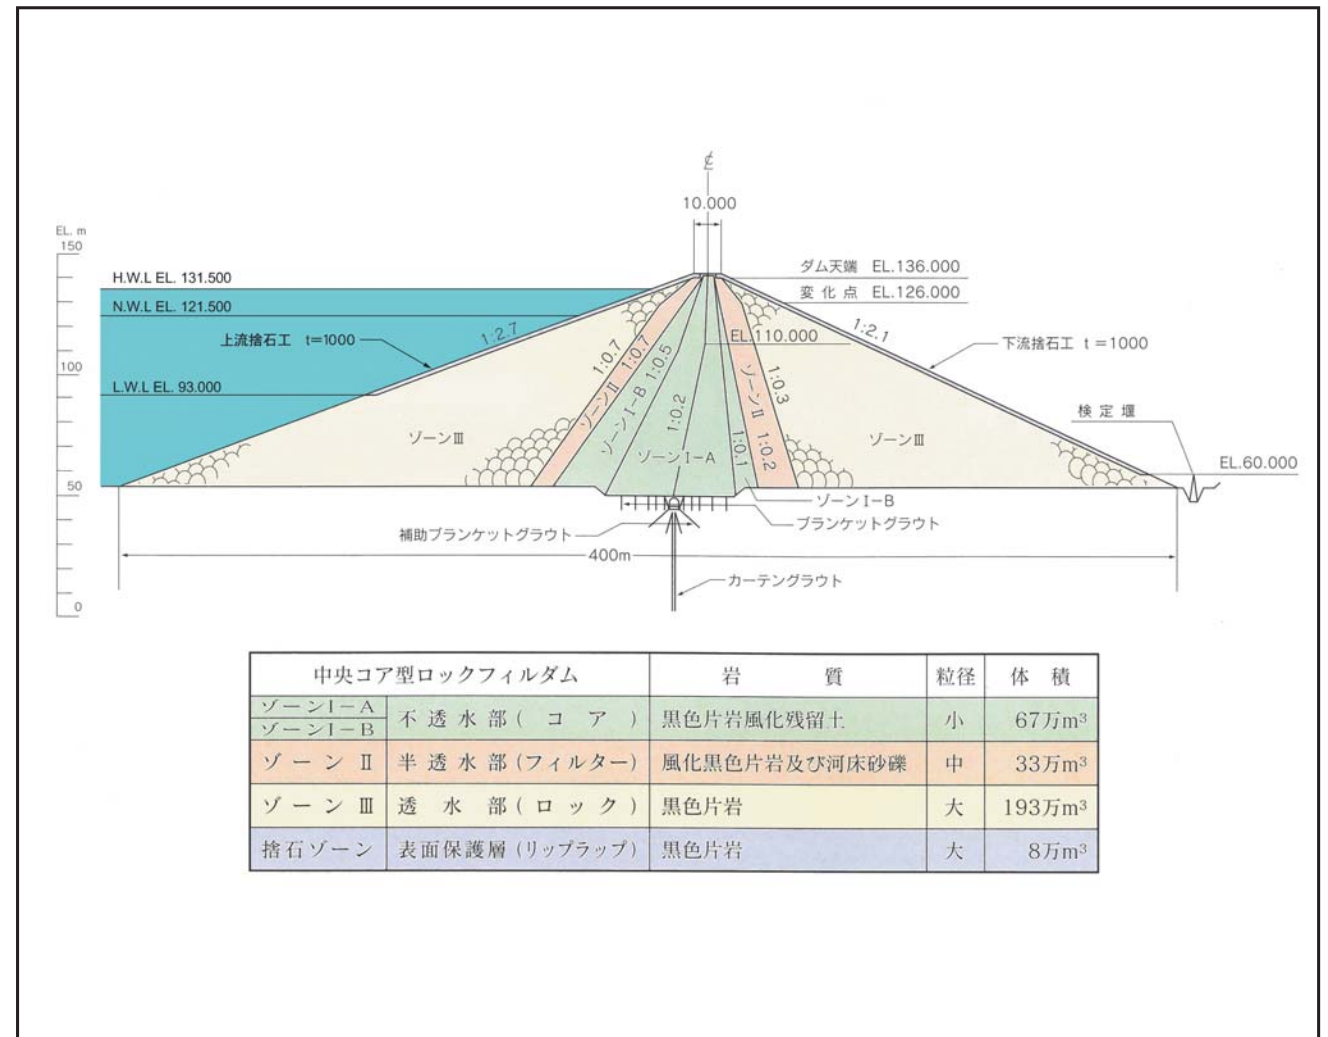 ℄
10.000
EL. m
150
100
50
0
H.W.L EL. 131.500
N.W.L EL. 121.500
L.W.L EL. 93.000
上流捨石工 t=1000
1:2.7
ダム天端 EL.136.000
変化点 EL.126.000
EL.110.000
1:2.1
下流捨石工 t=1000
検定堰
EL.60.000
1:0.7
ゾーンⅡ 1:0.7
ゾーンⅠ-B 1:0.5
1:0.2
ゾーンⅠ-A
1:0.1
ゾーンⅡ 1:0.2
1:0.3
ゾーンⅢ
ゾーンⅢ
ゾーンⅠ-B
ブランケットグラウト
補助ブランケットグラウト
400m
カーテングラウト
中央コア型ロックフィルダム 岩質 粒径 体積
ゾーンⅠ-A
ゾーンⅠ-B
不透水部(コア) 黒色片岩風化残留土 小 67万m³
ゾーンⅡ 半透水部(フィルター) 風化黒色片岩及び河床砂礫 中 33万m³
ゾーンⅢ 透水部(ロック) 黒色片岩 大 193万m³
捨石ゾーン 表面保護層(リップラップ) 黒色片岩 大 8万m³